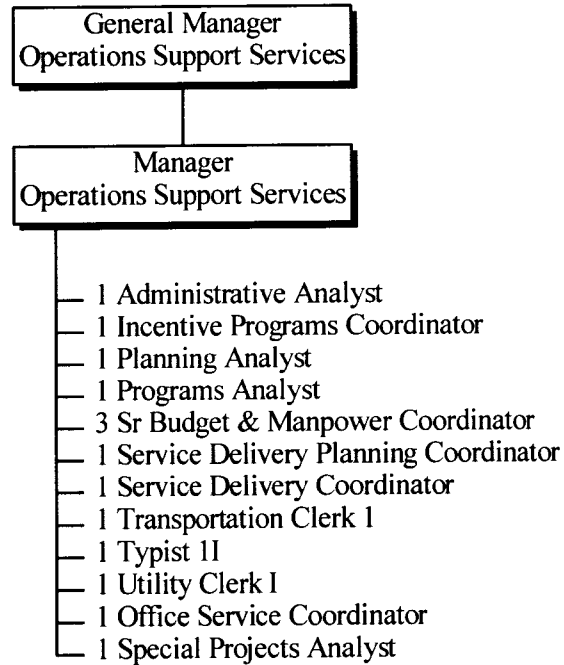 General Manager
Operations Support Services
Manager
Operations Support Services
1 Administrative Analyst
1 Incentive Programs Coordinator
1 Planning Analyst
1 Programs Analyst
3 Sr Budget & Manpower Coordinator
1 Service Delivery Planning Coordinator
1 Service Delivery Coordinator
1 Transportation Clerk 1
1 Typist 1I
1 Utility Clerk I
1 Office Service Coordinator
1 Special Projects Analyst